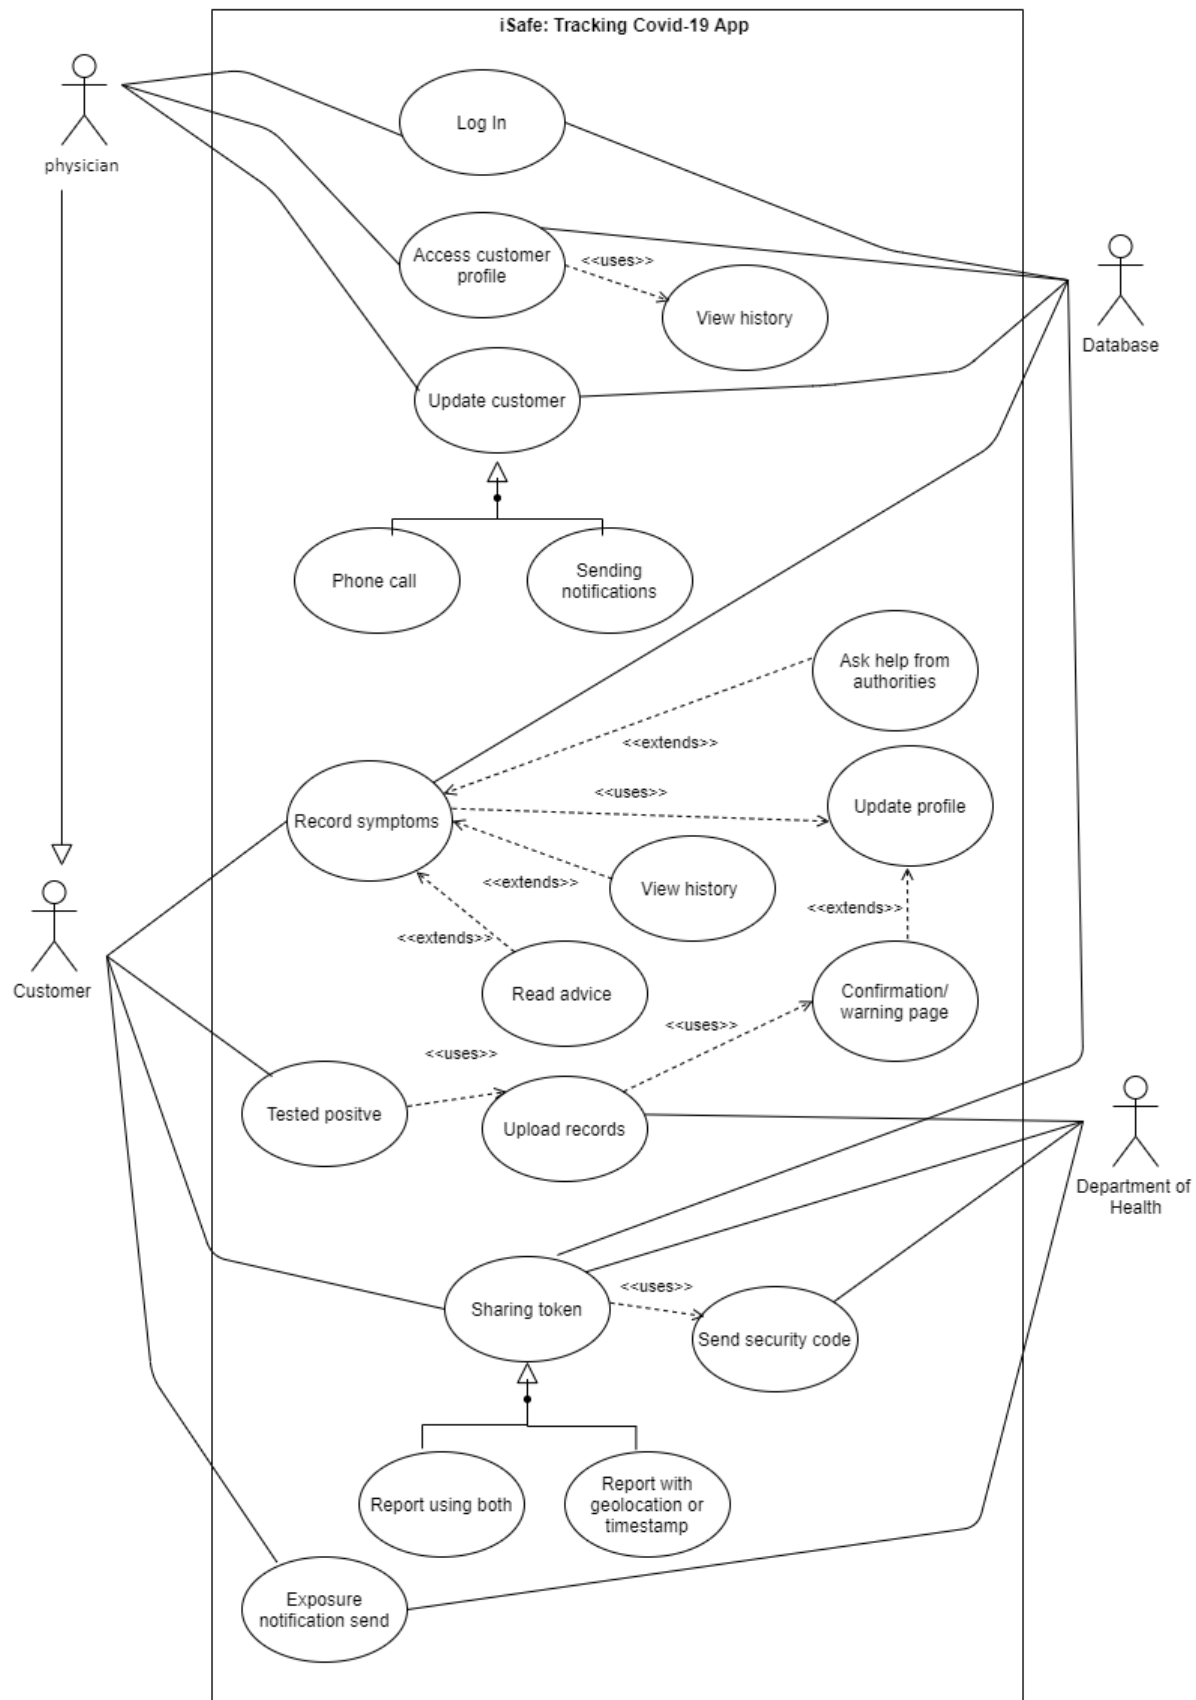 iSafe: Tracking Covid-19 App
physician
Log In
Access customer
profile
<<uses>>
View history
Database
Update customer
Phone call
Sending
notifications
Ask help from
authorities
<<extends>>
Record symptoms
<<uses>>
Update profile
<<extends>>
View history
<<extends>>
<<extends>>
Customer
Read advice
Confirmation/
warning page
<<uses>>
<<uses>>
Tested positve
Upload records
Department of
Health
Sharing token
<<uses>>
Send security code
Report using both
Report with
geolocation or
timestamp
Exposure
notification send